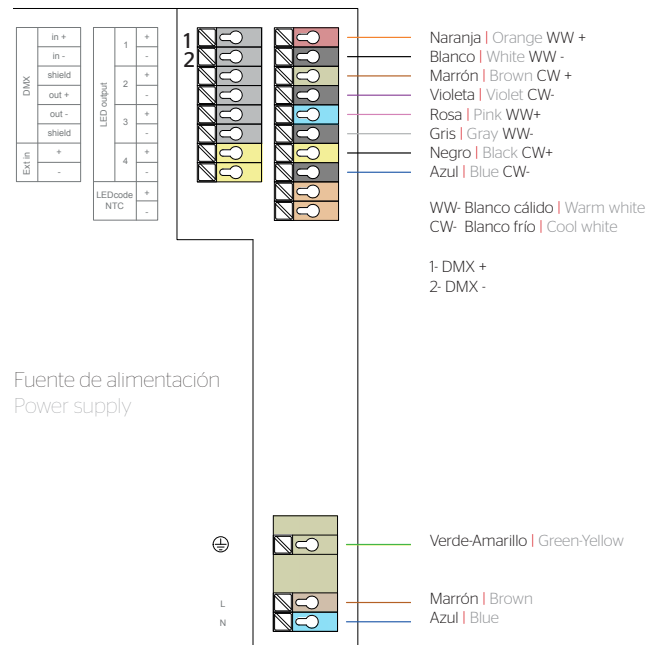 DMX
in +
in -
shield
out +
out -
shield
Ext in
+
-
LED output
1
+
-
2
+
-
3
+
-
4
+
-
LEDcode
NTC
+
-
1
2
Naranja | Orange WW +
Blanco | White WW -
Marrón | Brown CW +
Violeta | Violet CW-
Rosa | Pink WW+
Gris | Gray WW-
Negro | Black CW+
Azul | Blue CW-
WW- Blanco cálido | Warm white
CW- Blanco frío | Cool white
1- DMX +
2- DMX -
Fuente de alimentación
Power supply
Verde-Amarillo | Green-Yellow
L
Marrón | Brown
N
Azul | Blue